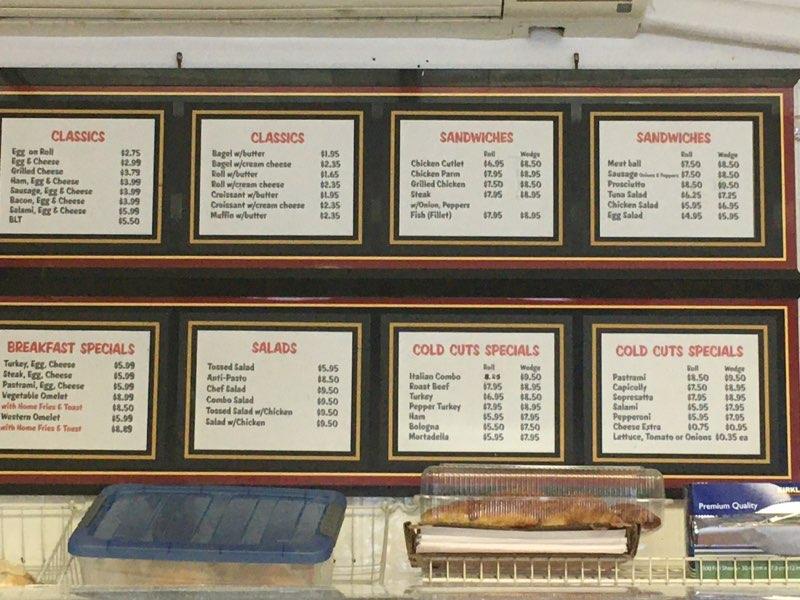 CLASSICS
Egg on Roll $2.75
Egg & Cheese $2.99
Grilled Cheese $3.79
Ham, Egg & Cheese $3.99
Sausage, Egg & Cheese $3.99
Bacon, Egg & Cheese $3.99
Salami, Egg & Cheese $5.99
BLT $5.50
CLASSICS
Bagel w/butter $1.95
Bagel w/cream cheese $2.35
Roll w/butter $1.65
Roll w/cream cheese $2.35
Croissant w/butter $1.95
Croissant w/cream cheese $2.35
Muffin w/butter $2.35
SANDWICHES
Roll Wedge
Chicken Cutlet $6.95 $8.50
Chicken Parm $7.95 $8.95
Grilled Chicken $7.50 $8.50
Steak $7.95 $8.95
w/Onion, Peppers
Fish (Fillet) $7.95 $8.95
SANDWICHES
Roll Wedge
Meat ball $7.50 $8.50
Sausage Onions & Peppers $7.50 $8.50
Prosciutto $8.50 $9.50
Tuna Salad $6.25 $7.25
Chicken Salad $5.95 $6.95
Egg Salad $4.95 $5.95
BREAKFAST SPECIALS
Turkey, Egg, Cheese $5.99
Steak, Egg, Cheese $5.99
Pastrami, Egg, Cheese $5.99
Vegetable Omelet $8.99
with Home Fries & Toast $8.50
Western Omelet $5.99
with Home Fries & Toast $8.89
SALADS
Tossed Salad $5.95
Anti-Pasto $8.50
Chef Salad $9.50
Combo Salad $9.50
Tossed Salad w/Chicken $9.50
Salad w/Chicken $9.50
COLD CUTS SPECIALS
Roll Wedge
Italian Combo 8.25 $9.50
Roast Beef $7.95 $8.95
Turkey $6.95 $8.50
Pepper Turkey $7.95 $8.95
Ham $5.95 $7.95
Bologna $5.50 $7.50
Mortadella $5.95 $7.95
COLD CUTS SPECIALS
Roll Wedge
Pastrami $8.50 $9.50
Capicolly $7.50 $8.95
Sopresatta $7.95 $8.95
Salami $5.95 $7.95
Pepperoni $5.95 $7.95
Cheese Extra $0.75 $0.95
Lettuce, Tomato or Onions $0.35 ea
KIRKL
Premium Quality